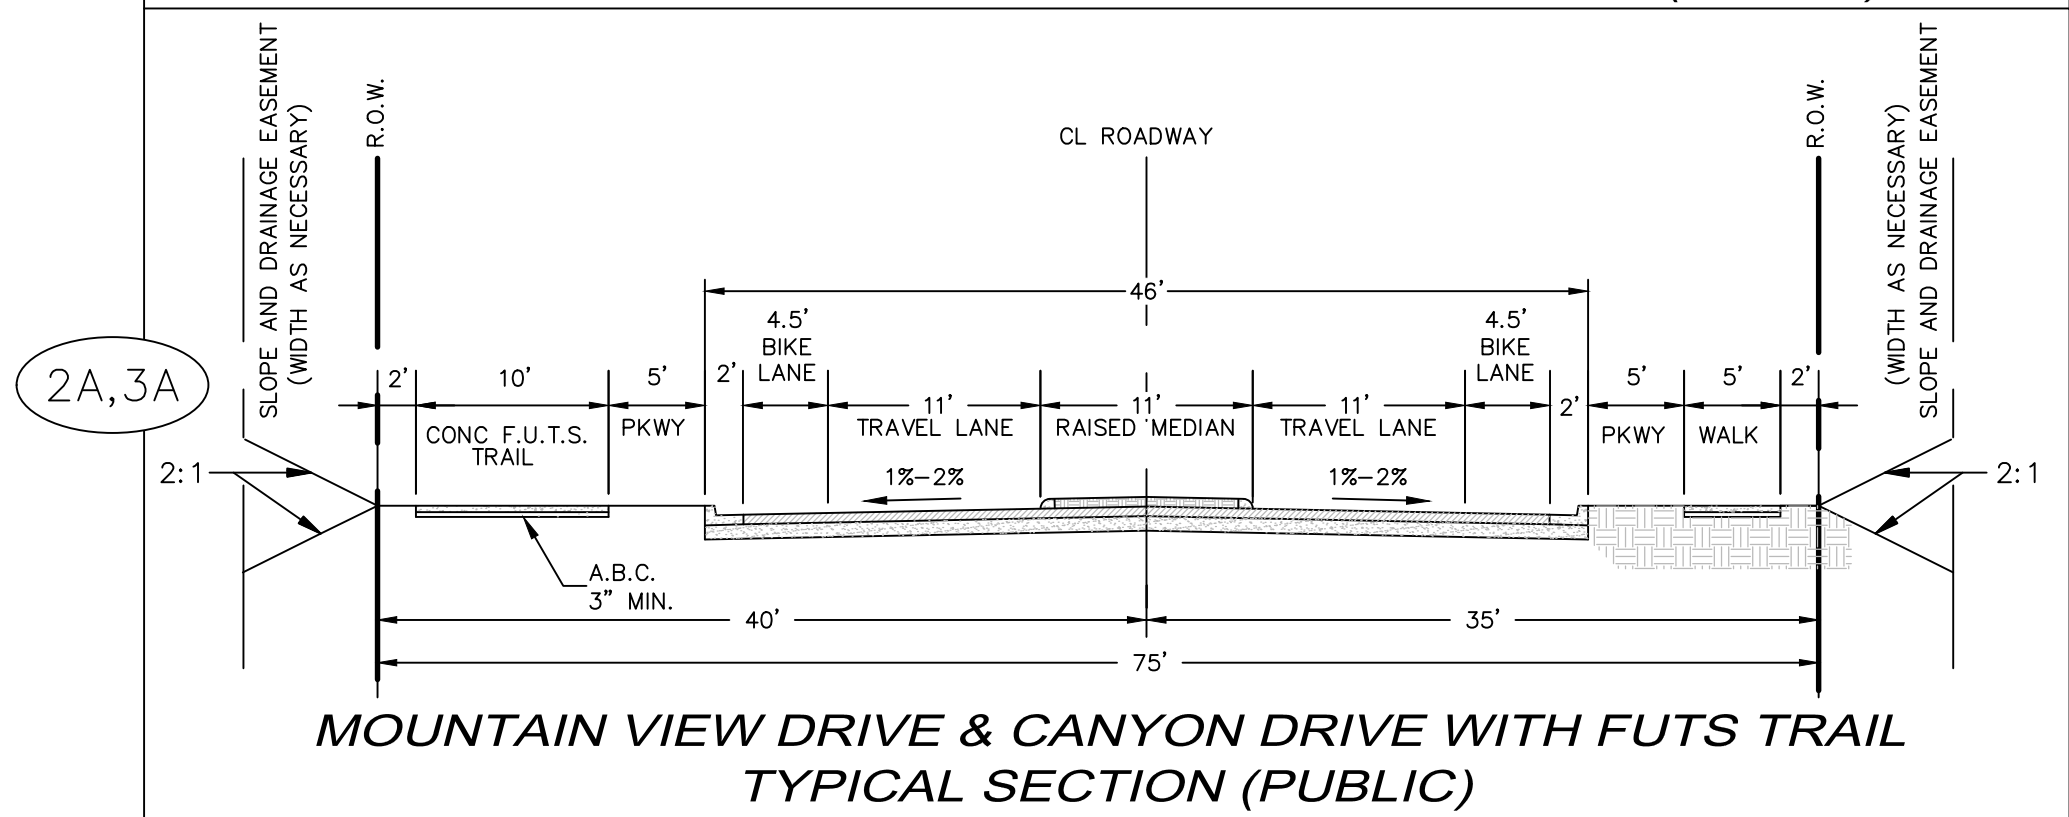 SLOPE AND DRAINAGE EASEMENT
(WIDTH AS NECESSARY)
R.O.W.
CL ROADWAY
R.O.W.
(WIDTH AS NECESSARY)
SLOPE AND DRAINAGE EASEMENT
46'
2A,3A
2'
10'
5'
2'
4.5'
BIKE
LANE
11'
11'
11'
4.5'
BIKE
LANE
2'
5'
5'
2'
CONC F.U.T.S.
TRAIL
PKWY
TRAVEL LANE
RAISED MEDIAN
TRAVEL LANE
PKWY
WALK
2:1
1%-2%
1%-2%
2:1
A.B.C.
3" MIN.
40'
35'
75'
MOUNTAIN VIEW DRIVE & CANYON DRIVE WITH FUTS TRAIL
TYPICAL SECTION (PUBLIC)